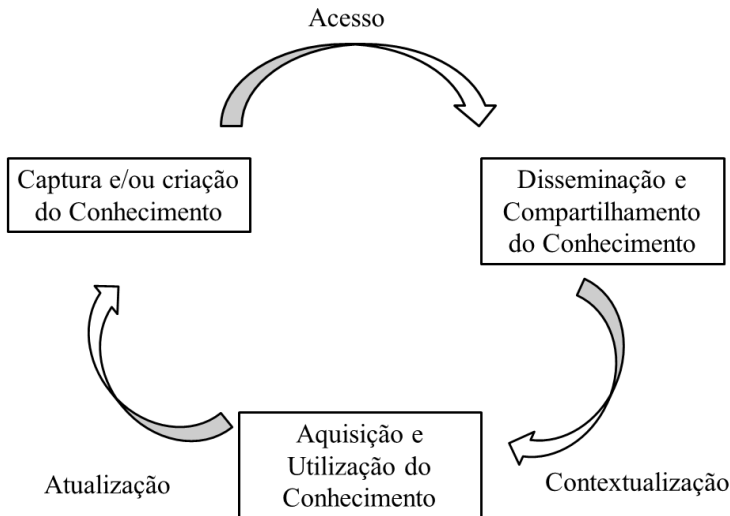 Acesso
Captura e/ou criação
do Conhecimento
Disseminação e
Compartilhamento
do Conhecimento
Aquisição e
Utilização do
Conhecimento
Atualização
Contextualização